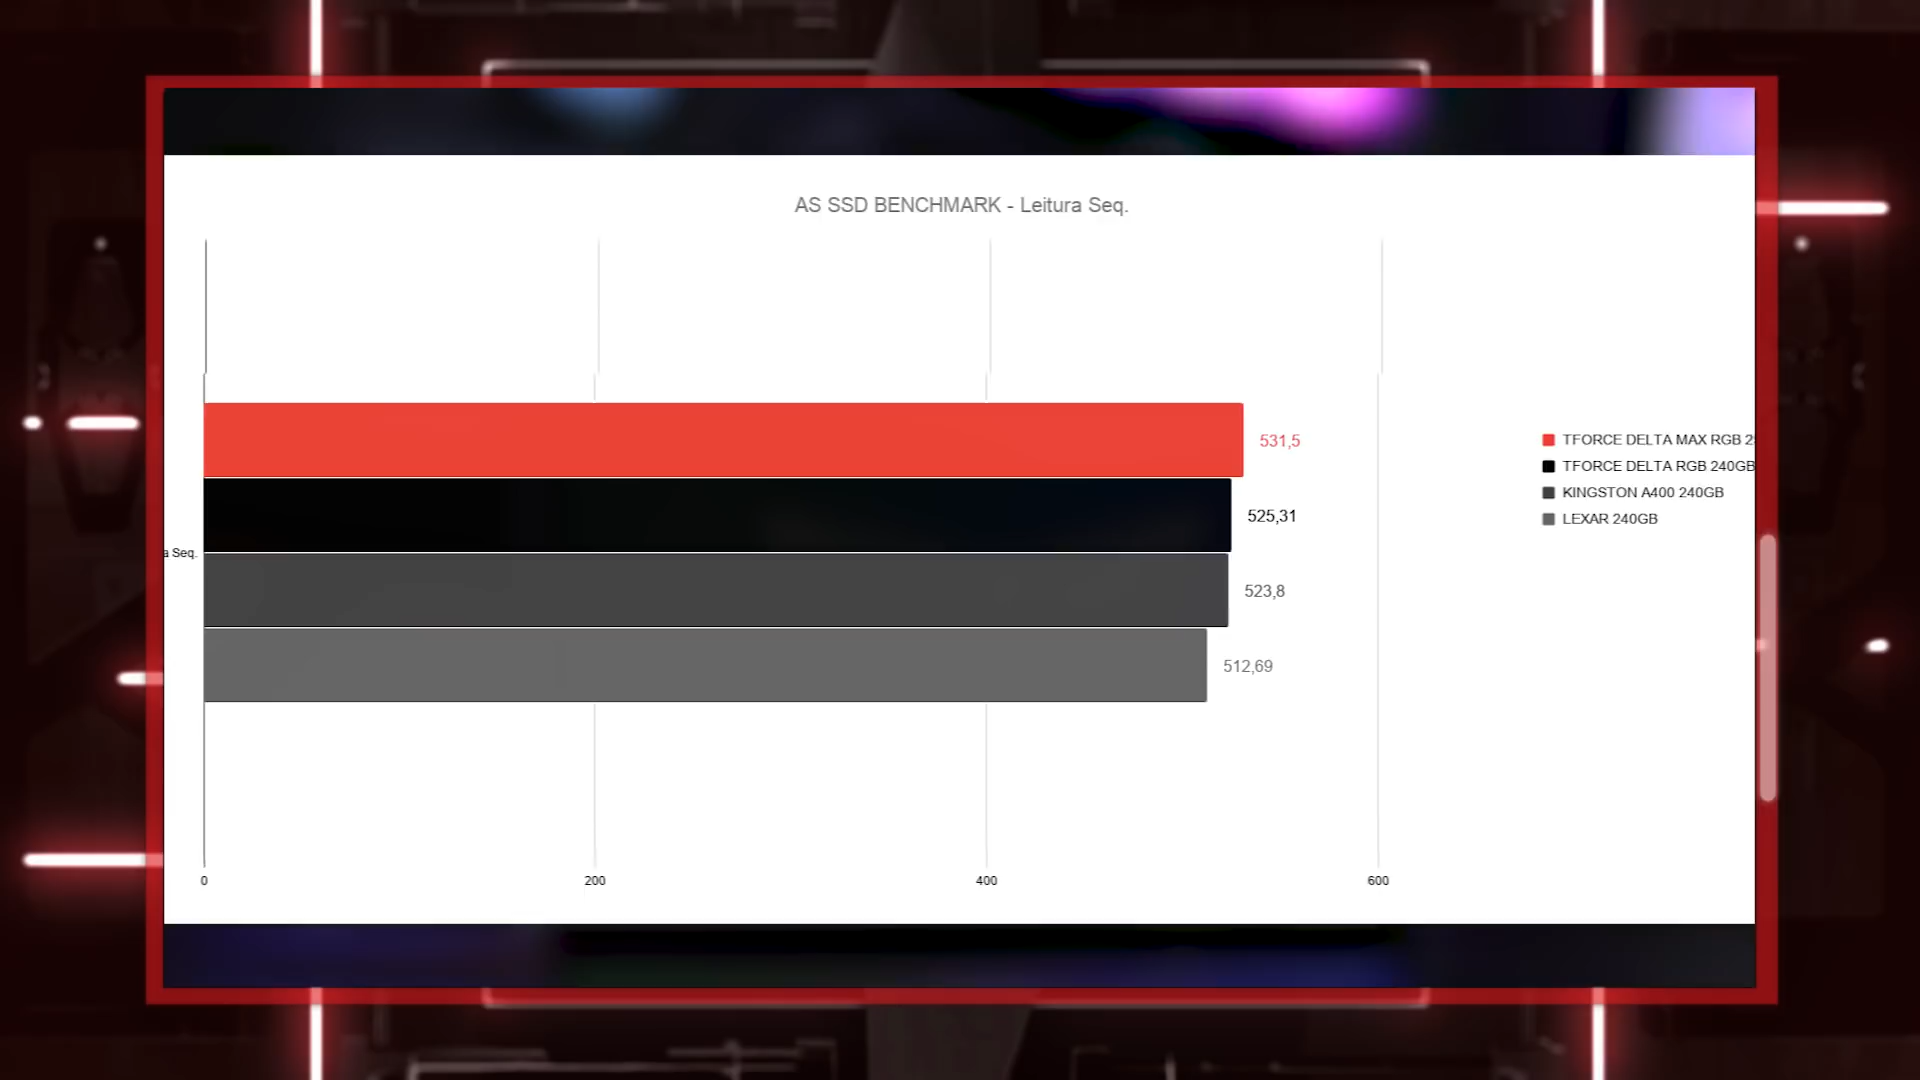 AS SSD BENCHMARK - Leitura Seq.
531,5
TFORCE DELTA MAX RGB 2
TFORCE DELTA RGB 240GB
525,31
KINGSTON A400 240GB
LEXAR 240GB
a Seq.
523,8
512,69
0 200 400 600